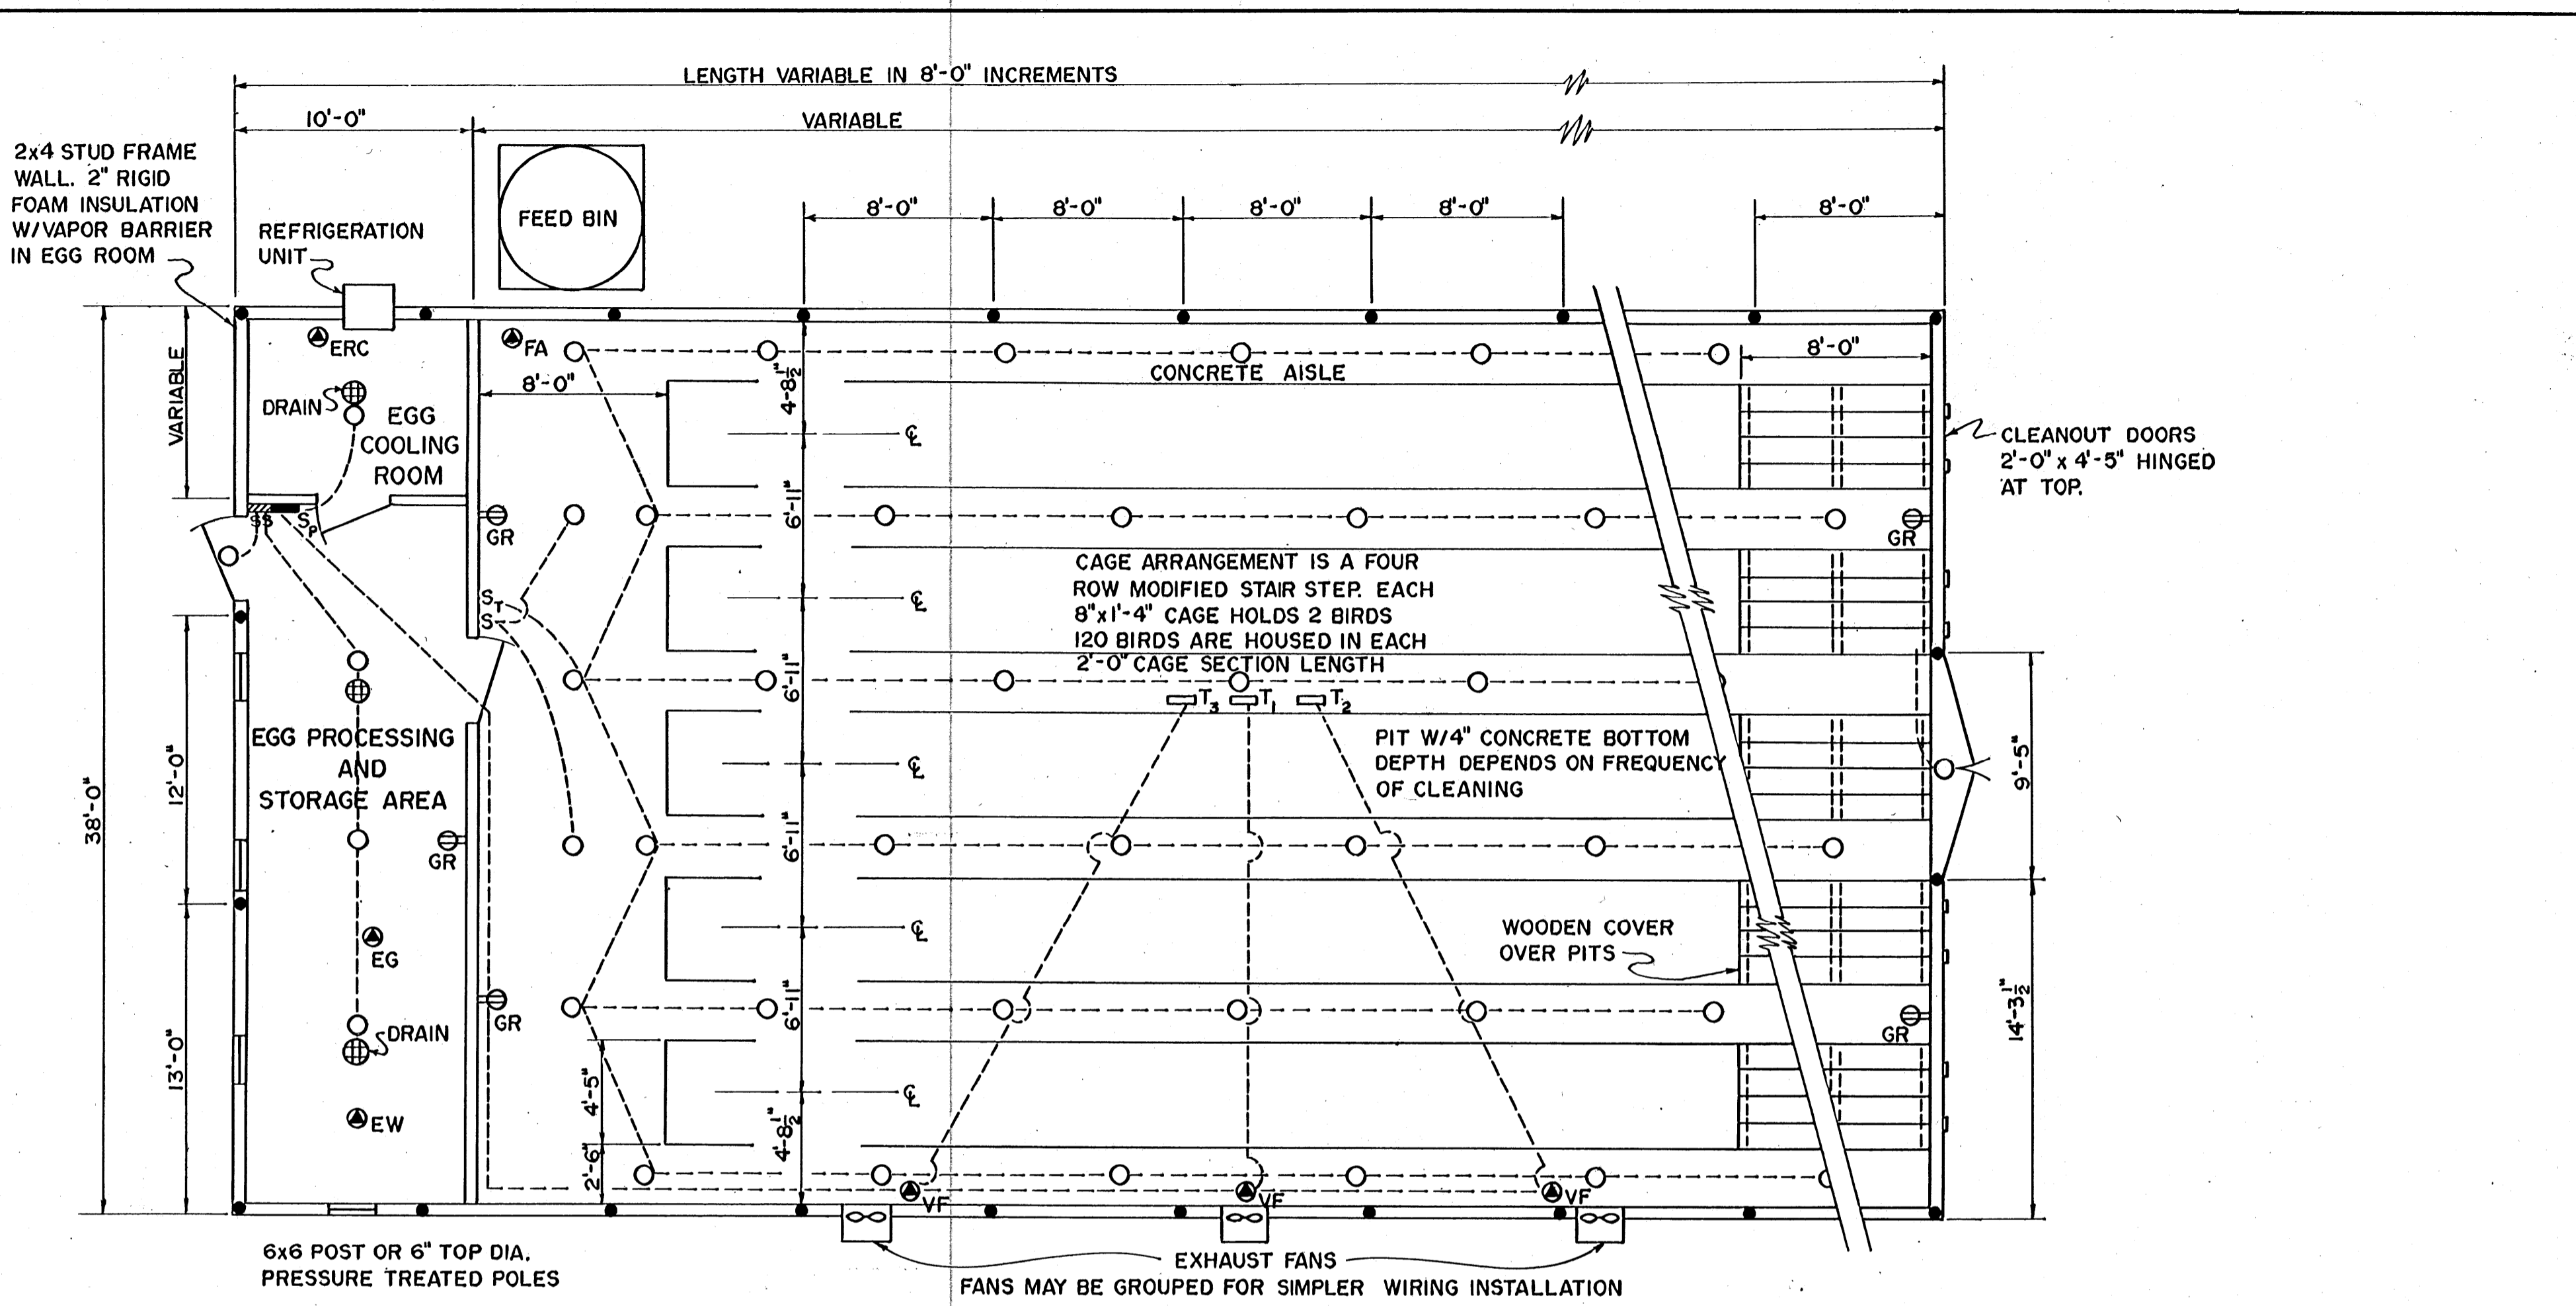 LENGTH VARIABLE IN 8'-0" INCREMENTS
10'-0"
VARIABLE
2x4 STUD FRAME
WALL. 2" RIGID
FOAM INSULATION
W/VAPOR BARRIER
IN EGG ROOM
REFRIGERATION
UNIT
FEED BIN
8'-0"
8'-0"
8'-0"
8'-0"
8'-0"
ERC
FA
VARIABLE
DRAIN
EGG
COOLING
ROOM
8'-0"
4'-8½"
CONCRETE AISLE
8'-0"
℄
CLEANOUT DOORS
2'-0" x 4'-5" HINGED
AT TOP.
SS
SP
GR
6'-11"
GR
CAGE ARRANGEMENT IS A FOUR
ROW MODIFIED STAIR STEP. EACH
8"x1'-4" CAGE HOLDS 2 BIRDS
120 BIRDS ARE HOUSED IN EACH
2'-0" CAGE SECTION LENGTH
ST
S
℄
6'-11"
T3
T1
T2
EGG PROCESSING
AND
STORAGE AREA
℄
PIT W/4" CONCRETE BOTTOM
DEPTH DEPENDS ON FREQUENCY
OF CLEANING
38'-0"
12'-0"
9'-5"
GR
6'-11"
EG
℄
WOODEN COVER
OVER PITS
GR
DRAIN
6'-11"
GR
14'-3½"
13'-0"
4'-5"
℄
EW
2'-6"
4'-8½"
VF
VF
VF
6x6 POST OR 6" TOP DIA.
PRESSURE TREATED POLES
EXHAUST FANS
FANS MAY BE GROUPED FOR SIMPLER WIRING INSTALLATION